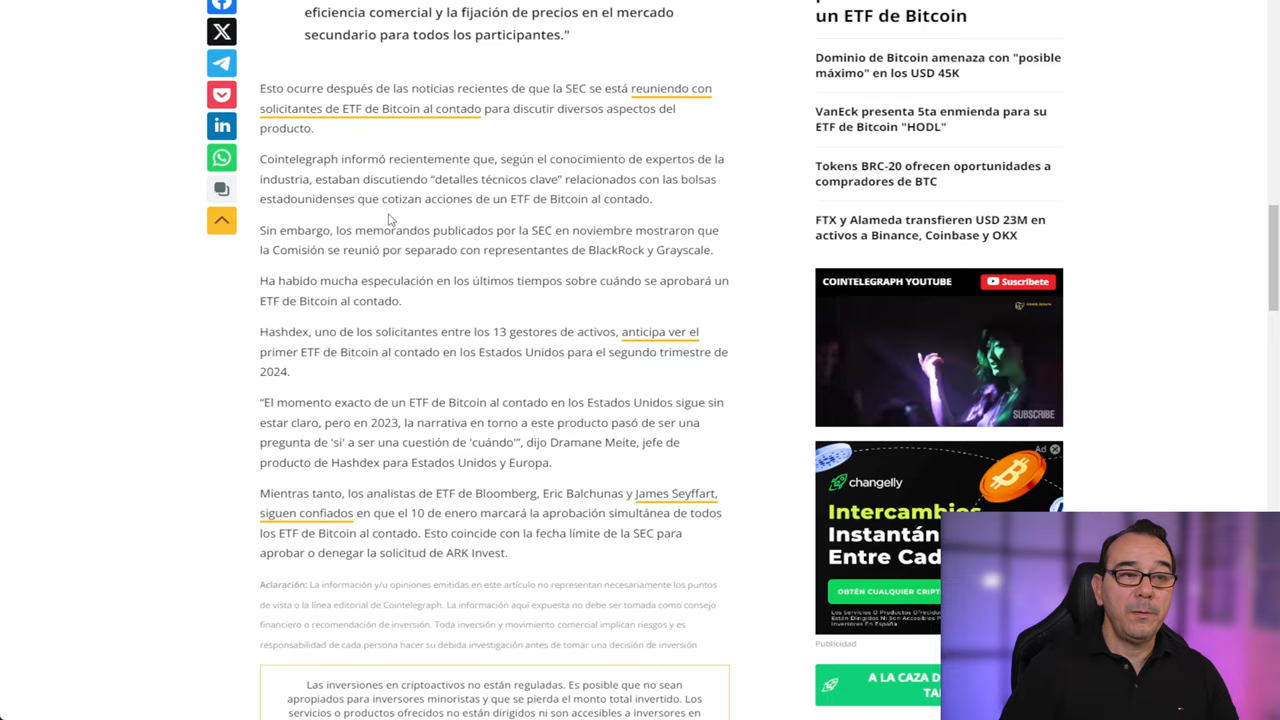 eficiencia comercial y la fijación de precios en el mercado
secundario para todos los participantes."
Esto ocurre después de las noticias recientes de que la SEC se está reuniendo con
solicitantes de ETF de Bitcoin al contado para discutir diversos aspectos del
producto.
Cointelegraph informó recientemente que, según el conocimiento de expertos de la
industria, estaban discutiendo “detalles técnicos clave” relacionados con las bolsas
estadounidenses que cotizan acciones de un ETF de Bitcoin al contado.
Sin embargo, los memorandos publicados por la SEC en noviembre mostraron que
la Comisión se reunió por separado con representantes de BlackRock y Grayscale.
Ha habido mucha especulación en los últimos tiempos sobre cuándo se aprobará un
ETF de Bitcoin al contado.
Hashdex, uno de los solicitantes entre los 13 gestores de activos, anticipa ver el
primer ETF de Bitcoin al contado en los Estados Unidos para el segundo trimestre de
2024.
“El momento exacto de un ETF de Bitcoin al contado en los Estados Unidos sigue sin
estar claro, pero en 2023, la narrativa en torno a este producto pasó de ser una
pregunta de 'si' a ser una cuestión de 'cuándo'”, dijo Dramane Meite, jefe de
producto de Hashdex para Estados Unidos y Europa.
Mientras tanto, los analistas de ETF de Bloomberg, Eric Balchunas y James Seyffart,
siguen confiados en que el 10 de enero marcará la aprobación simultánea de todos
los ETF de Bitcoin al contado. Esto coincide con la fecha límite de la SEC para
aprobar o denegar la solicitud de ARK Invest.
Aclaración: La información y/u opiniones emitidas en este artículo no representan necesariamente los puntos
de vista o la línea editorial de Cointelegraph. La información aquí expuesta no debe ser tomada como consejo
financiero o recomendación de inversión. Toda inversión y movimiento comercial implican riesgos y es
responsabilidad de cada persona hacer su debida investigación antes de tomar una decisión de inversión
Las inversiones en criptoactivos no están reguladas. Es posible que no sean
apropiados para inversores minoristas y que se pierda el monto total invertido. Los
servicios o productos ofrecidos no están dirigidos ni son accesibles a inversores en
un ETF de Bitcoin
Dominio de Bitcoin amenaza con "posible
máximo" en los USD 45K
VanEck presenta 5ta enmienda para su
ETF de Bitcoin "HODL"
Tokens BRC-20 ofrecen oportunidades a
compradores de BTC
FTX y Alameda transfieren USD 23M en
activos a Binance, Coinbase y OKX
COINTELEGRAPH YOUTUBE
Suscríbete
SUBSCRIBE
Ad
changelly
Intercambios
Instantán
Entre Cad
OBTÉN CUALQUIER CRIPT
Los Servicios O Productos Ofrecid
Están Dirigidos Ni Son Accesibles
Inversores En España
Publicidad
A LA CAZA D
TA